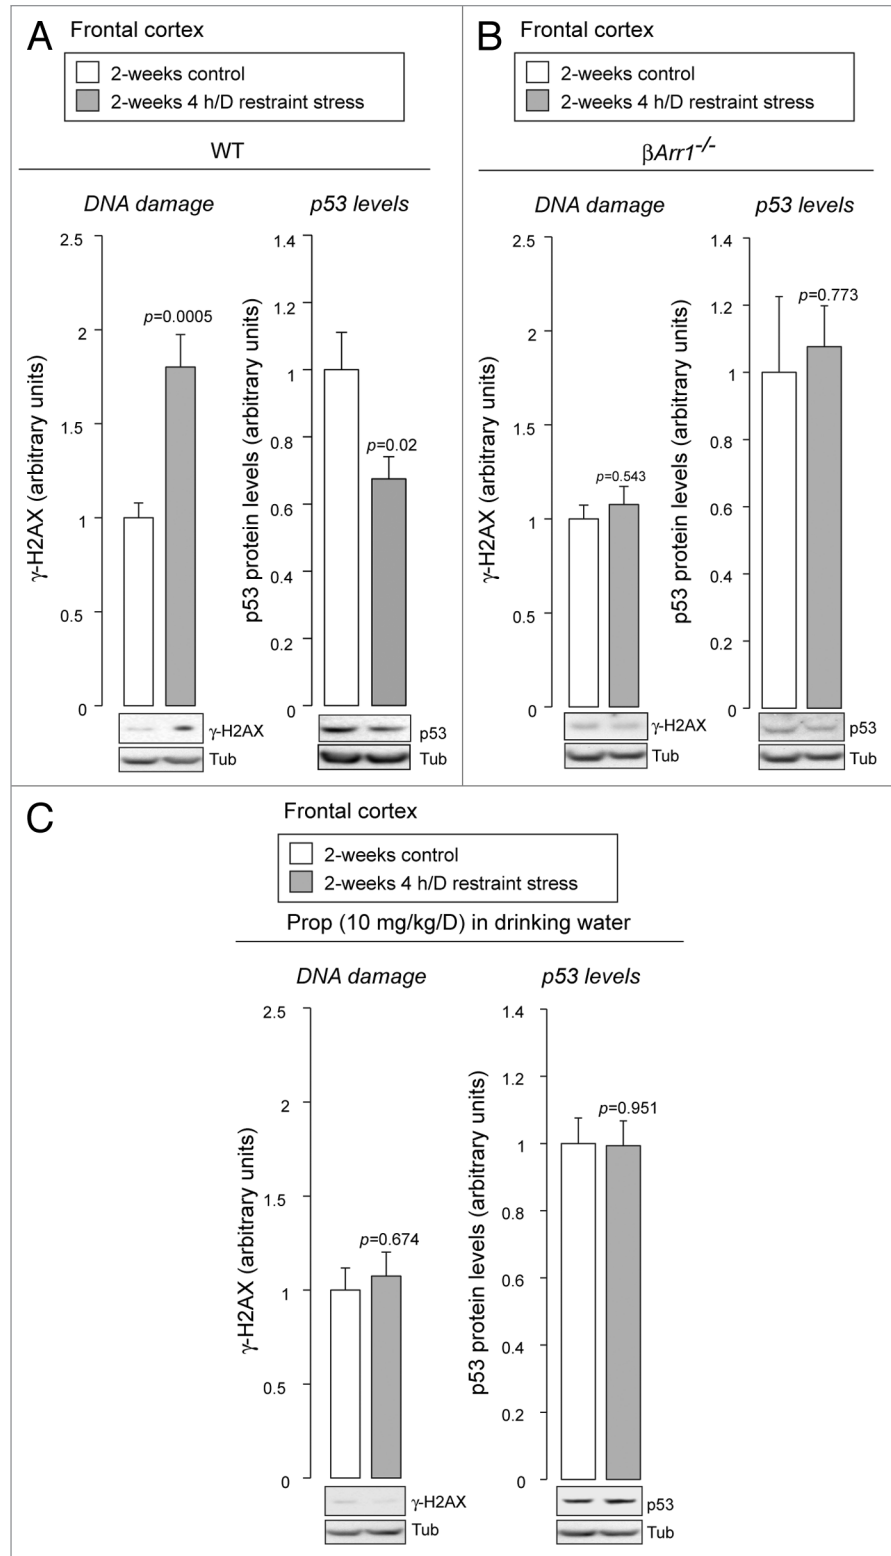 A Frontal cortex
2-weeks control
2-weeks 4 h/D restraint stress
WT
DNA damage
γ-H2AX (arbitrary units)
2.5
2
1.5
1
0.5
0
p=0.0005
γ-H2AX
Tub
p53 levels
p53 protein levels (arbitrary units)
1.4
1.2
1
0.8
0.6
0.4
0.2
0
p=0.02
p53
Tub
B Frontal cortex
2-weeks control
2-weeks 4 h/D restraint stress
βArr1-/-
DNA damage
γ-H2AX (arbitrary units)
2.5
2
1.5
1
0.5
0
p=0.543
γ-H2AX
Tub
p53 levels
p53 protein levels (arbitrary units)
1.4
1.2
1
0.8
0.6
0.4
0.2
0
p=0.773
p53
Tub
C Frontal cortex
2-weeks control
2-weeks 4 h/D restraint stress
Prop (10 mg/kg/D) in drinking water
DNA damage
γ-H2AX (arbitrary units)
2.5
2
1.5
1
0.5
0
p=0.674
γ-H2AX
Tub
p53 levels
p53 protein levels (arbitrary units)
1.4
1.2
1
0.8
0.6
0.4
0.2
0
p=0.951
p53
Tub